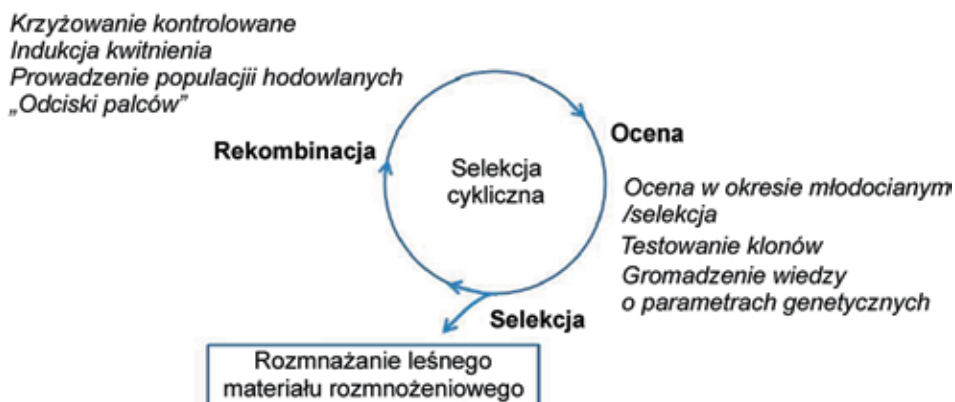 Krzyżowanie kontrolowane
Indukcja kwitnienia
Prowadzenie populacjii hodowlanych
„Odciski palców”
Rekombinacja
Selekcja
cykliczna
Ocena
Ocena w okresie młodocianym
/selekcja
Testowanie klonów
Gromadzenie wiedzy
o parametrach genetycznych
Selekcja
Rozmnażanie leśnego
materiału rozmnożeniowego